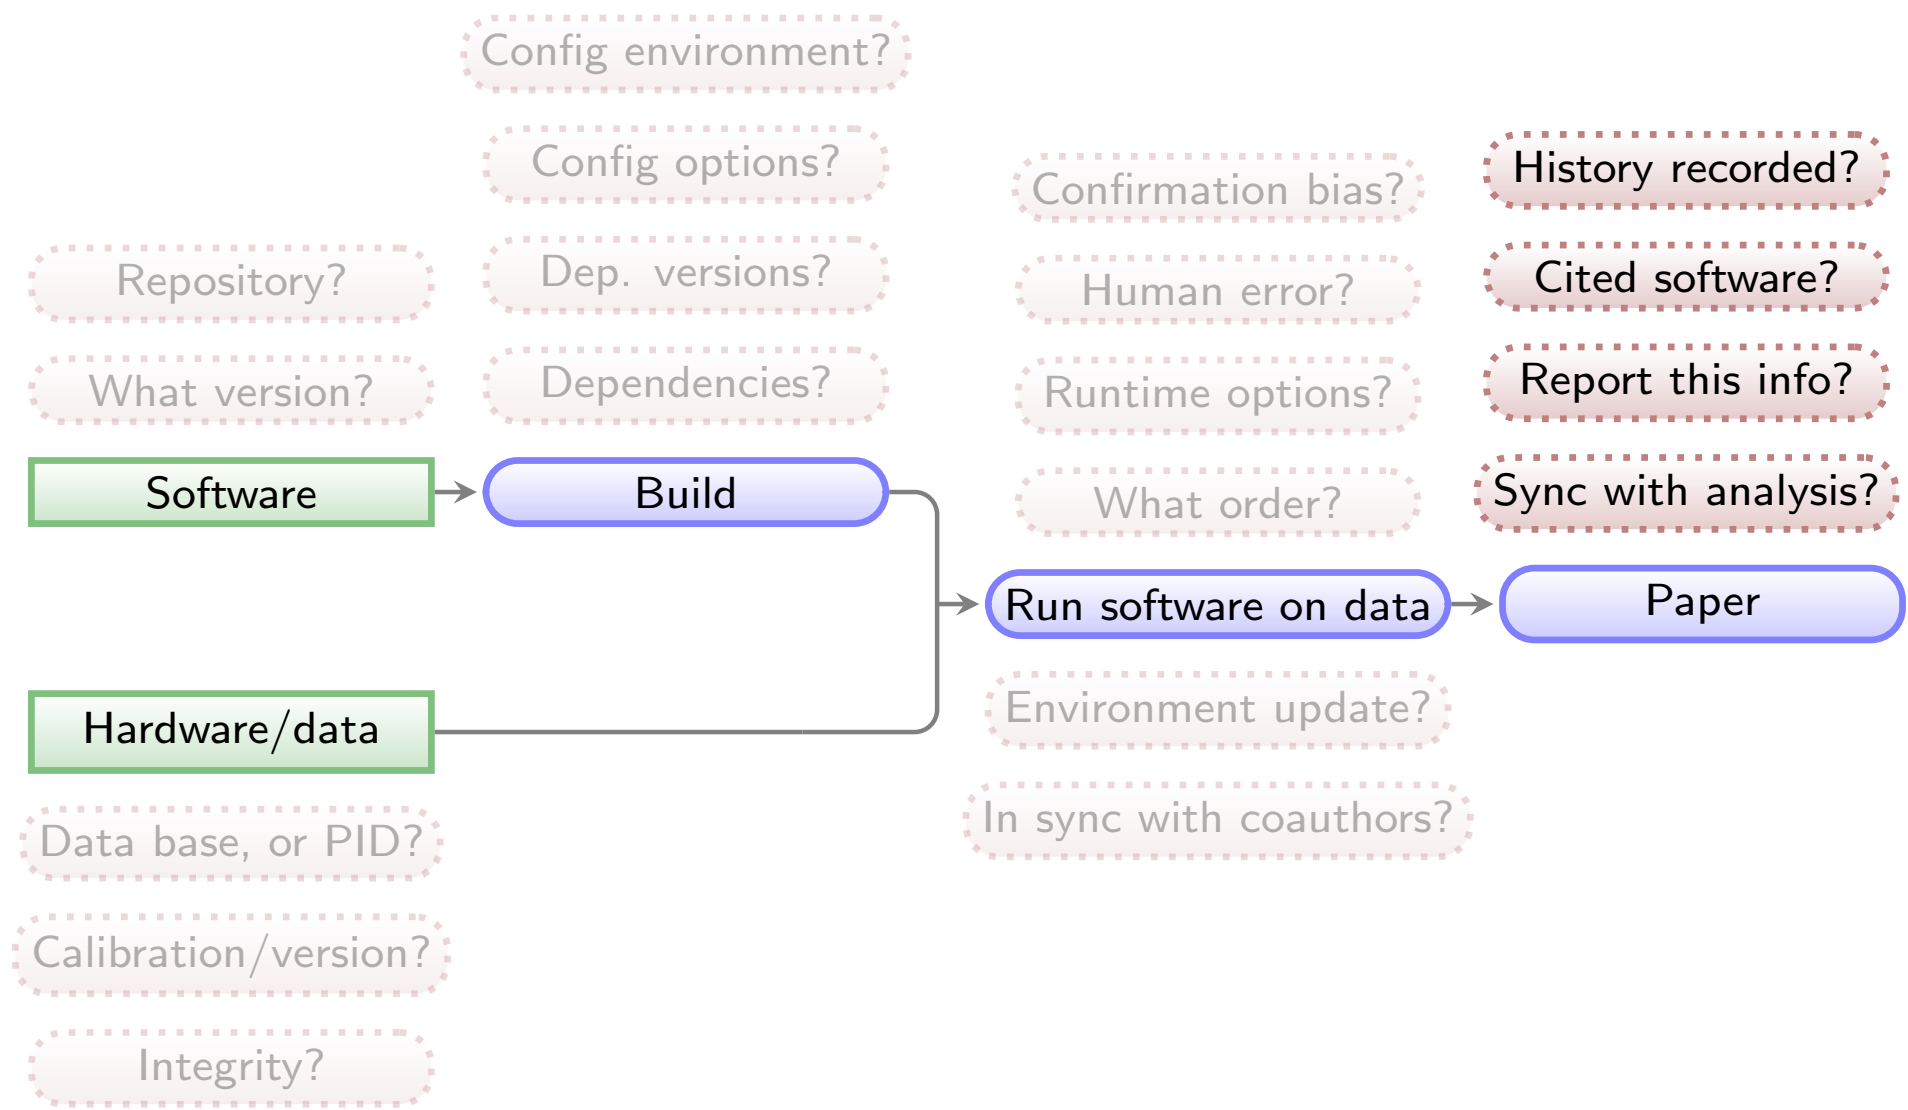 Config environment?
Config options?
Dep. versions?
Dependencies?
Repository?
What version?
Software
Build
Hardware/data
Data base, or PID?
Calibration/version?
Integrity?
Confirmation bias?
Human error?
Runtime options?
What order?
Run software on data
Environment update?
In sync with coauthors?
History recorded?
Cited software?
Report this info?
Sync with analysis?
Paper